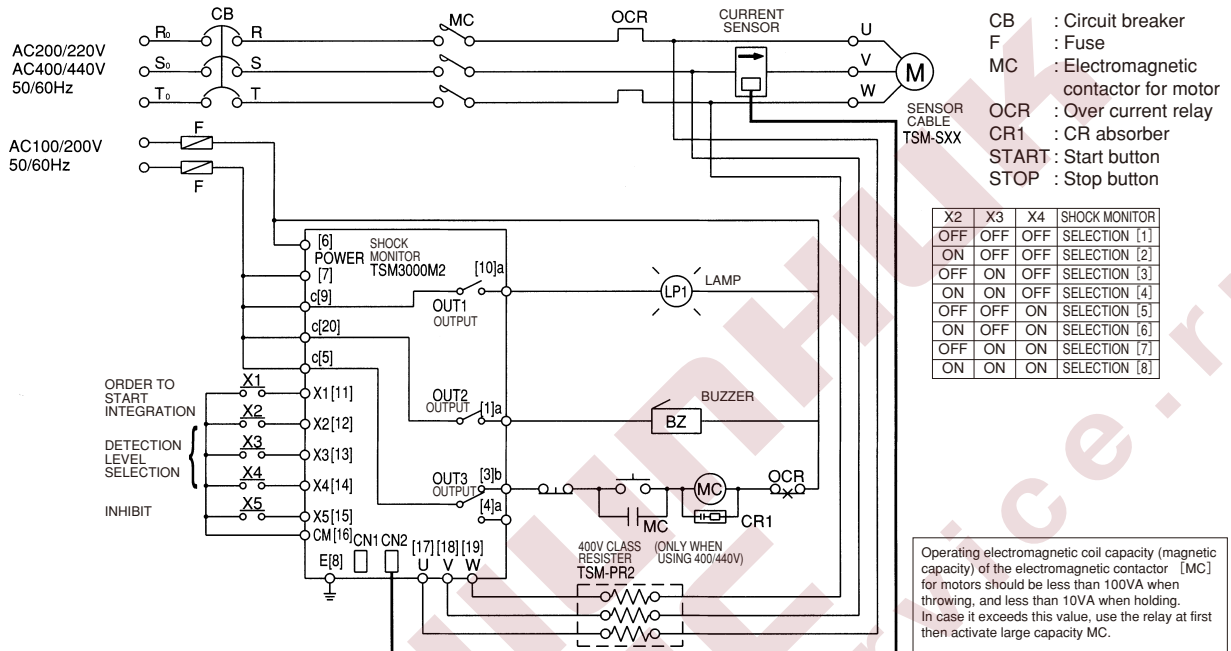 CB
MC
OCR
CURRENT
SENSOR
AC200/220V
AC400/440V
50/60Hz
R₀
R
S₀
S
T₀
T
U
V
W
M
SENSOR
CABLE
TSM-SXX
CB : Circuit breaker
F : Fuse
MC : Electromagnetic
contactor for motor
OCR : Over current relay
CR1 : CR absorber
START : Start button
STOP : Stop button
AC100/200V
50/60Hz
F
F
X2 X3 X4 SHOCK MONITOR
OFF OFF OFF SELECTION [1]
ON OFF OFF SELECTION [2]
OFF ON OFF SELECTION [3]
ON ON OFF SELECTION [4]
OFF OFF ON SELECTION [5]
ON OFF ON SELECTION [6]
OFF ON ON SELECTION [7]
ON ON ON SELECTION [8]
[6]
POWER
SHOCK
MONITOR
TSM3000M2
[7]
c[9]
[10]a
OUT1
OUTPUT
LP1
LAMP
c[20]
c[5]
OUT2
OUTPUT
[1]a
BZ
BUZZER
ORDER TO
START
INTEGRATION
X1
X1[11]
X2
X2[12]
DETECTION
LEVEL
SELECTION
X3
X3[13]
X4
X4[14]
INHIBIT
X5
X5[15]
CM[16]
OUT3
OUTPUT
[3]b
[4]a
MC
OCR
MC
CR1
E[8]
CN1
CN2
[17] [18] [19]
U V W
400V CLASS
RESISTER
TSM-PR2
(ONLY WHEN
USING 400/440V)
Operating electromagnetic coil capacity (magnetic
capacity) of the electromagnetic contactor [MC]
for motors should be less than 100VA when
throwing, and less than 10VA when holding.
In case it exceeds this value, use the relay at first
then activate large capacity MC.